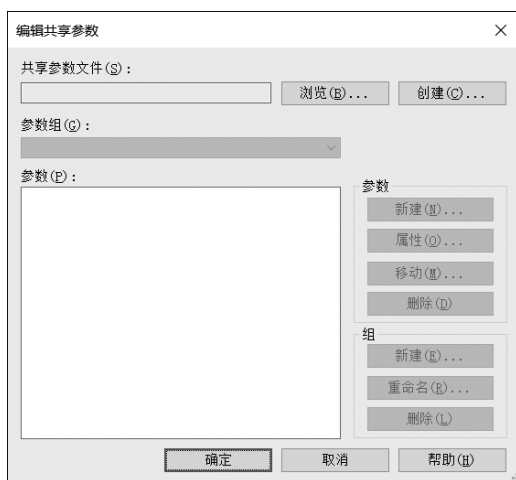 编辑共享参数
共享参数文件(S)：
浏览(B)... 创建(C)...
参数组(G)：
参数(P)：
参数
新建(N)...
属性(O)...
移动(M)...
删除(D)
组
新建(E)...
重命名(R)...
删除(L)
确定 取消 帮助(H)